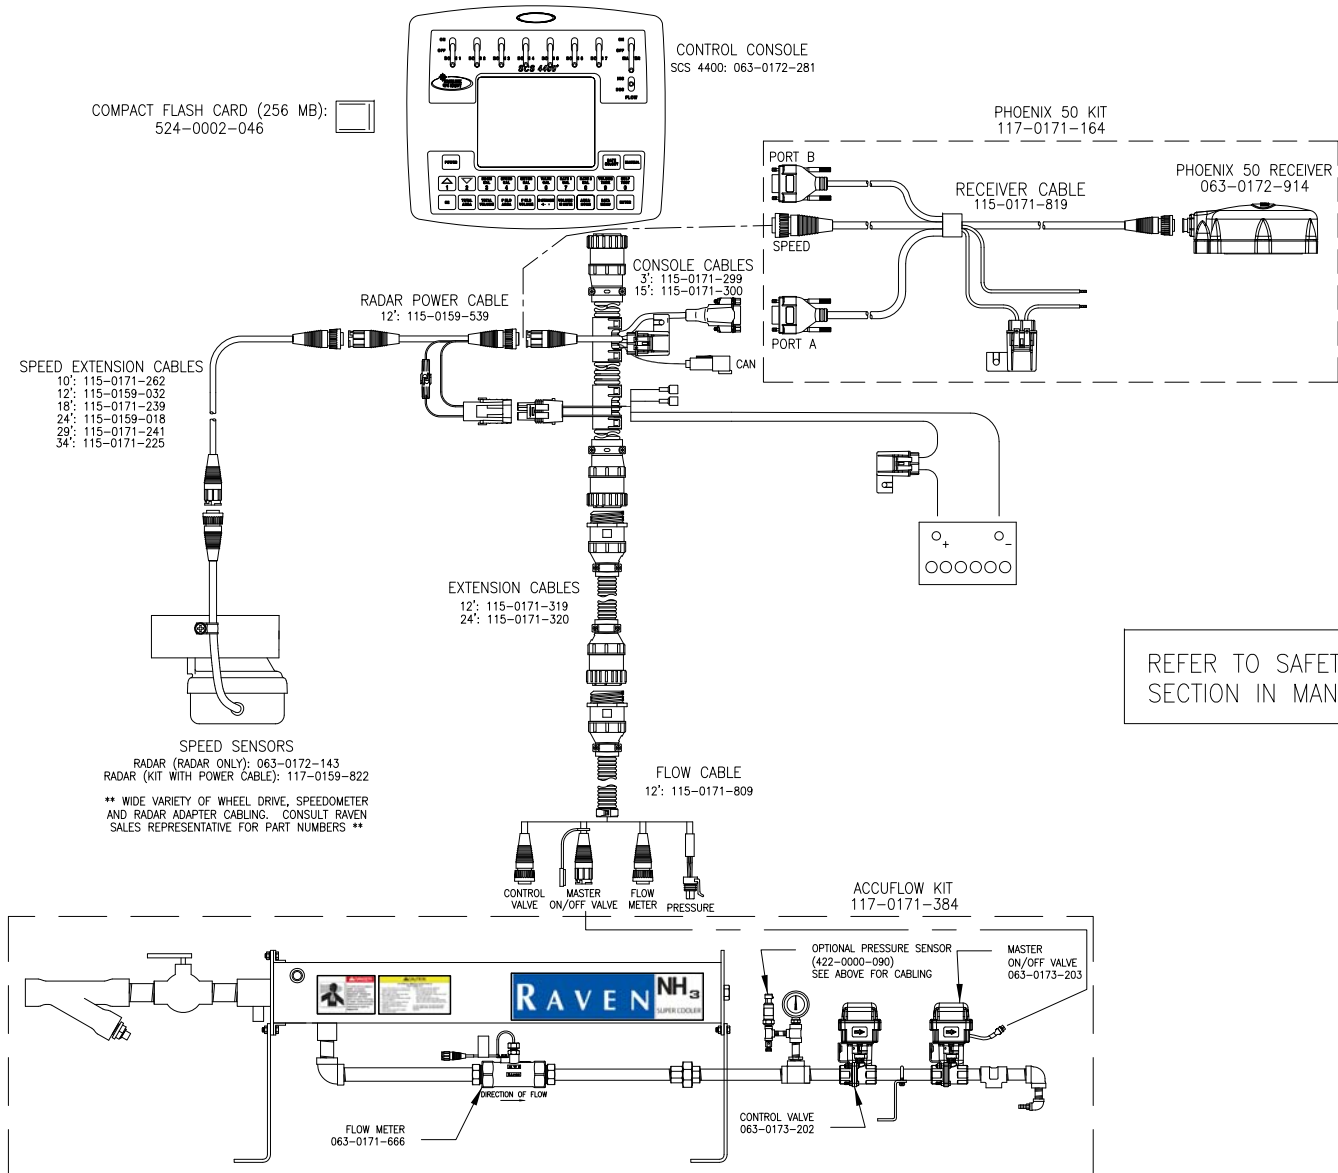 CONTROL CONSOLE
SCS 4400: 063-0172-281
SCS 4400
FLOW
POWER
COMPACT FLASH CARD (256 MB):
524-0002-046
PHOENIX 50 KIT
117-0171-164
PORT B
PHOENIX 50 RECEIVER
063-0172-914
RECEIVER CABLE
115-0171-819
SPEED
PORT A
CONSOLE CABLES
3': 115-0171-299
15': 115-0171-300
CAN
RADAR POWER CABLE
12': 115-0159-539
SPEED EXTENSION CABLES
10': 115-0171-262
12': 115-0159-032
18': 115-0171-239
24': 115-0159-018
29': 115-0171-241
34': 115-0171-225
+
-
EXTENSION CABLES
12': 115-0171-319
24': 115-0171-320
REFER TO SAFET
SECTION IN MAN
SPEED SENSORS
RADAR (RADAR ONLY): 063-0172-143
RADAR (KIT WITH POWER CABLE): 117-0159-822
** WIDE VARIETY OF WHEEL DRIVE, SPEEDOMETER
AND RADAR ADAPTER CABLING. CONSULT RAVEN
SALES REPRESENTATIVE FOR PART NUMBERS **
FLOW CABLE
12': 115-0171-809
CONTROL
VALVE
MASTER
ON/OFF VALVE
FLOW
METER
PRESSURE
ACCUFLOW KIT
117-0171-384
OPTIONAL PRESSURE SENSOR
(422-0000-090)
SEE ABOVE FOR CABLING
MASTER
ON/OFF VALVE
063-0173-203
RAVEN
NH3
SUPER COOLER
DIRECTION OF FLOW
FLOW METER
063-0171-666
CONTROL VALVE
063-0173-202